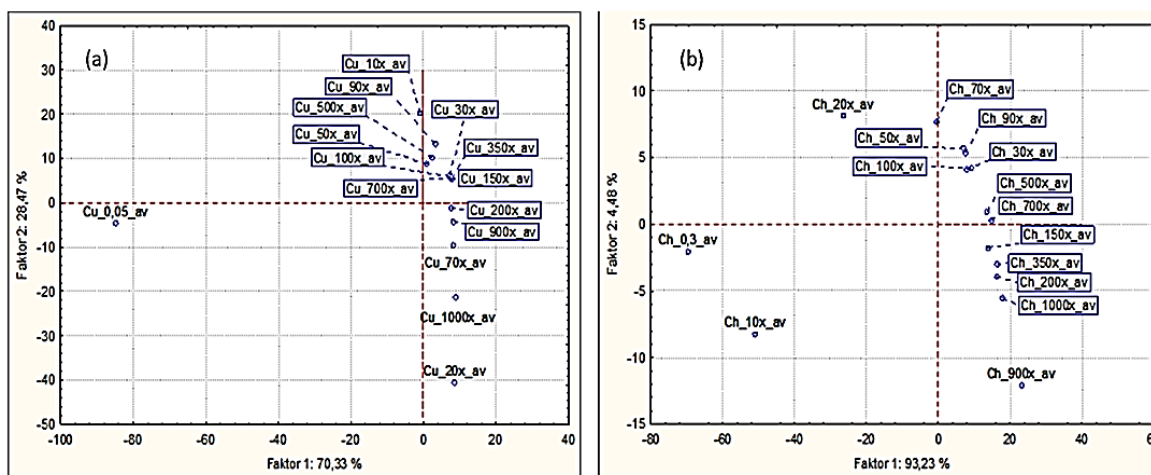 (a)
40
30
20
10
0
-10
-20
-30
-40
-50
-100
-80
-60
-40
-20
0
20
40
Faktor 2: 28,47 %
Faktor 1: 70,33 %
Cu_10x_av
Cu_90x_av
Cu_500x_av
Cu_30x_av
Cu_50x_av
Cu_350x_av
Cu_100x_av
Cu_150x_av
Cu_700x_av
Cu_0,05_av
Cu_200x_av
Cu_900x_av
Cu_70x_av
Cu_1000x_av
Cu_20x_av
(b)
15
10
5
0
-5
-10
-15
-80
-60
-40
-20
0
20
40
60
Faktor 2: 4,48 %
Faktor 1: 93,23 %
Ch_20x_av
Ch_70x_av
Ch_90x_av
Ch_50x_av
Ch_30x_av
Ch_100x_av
Ch_500x_av
Ch_700x_av
Ch_0,3_av
Ch_150x_av
Ch_350x_av
Ch_200x_av
Ch_1000x_av
Ch_10x_av
Ch_900x_av